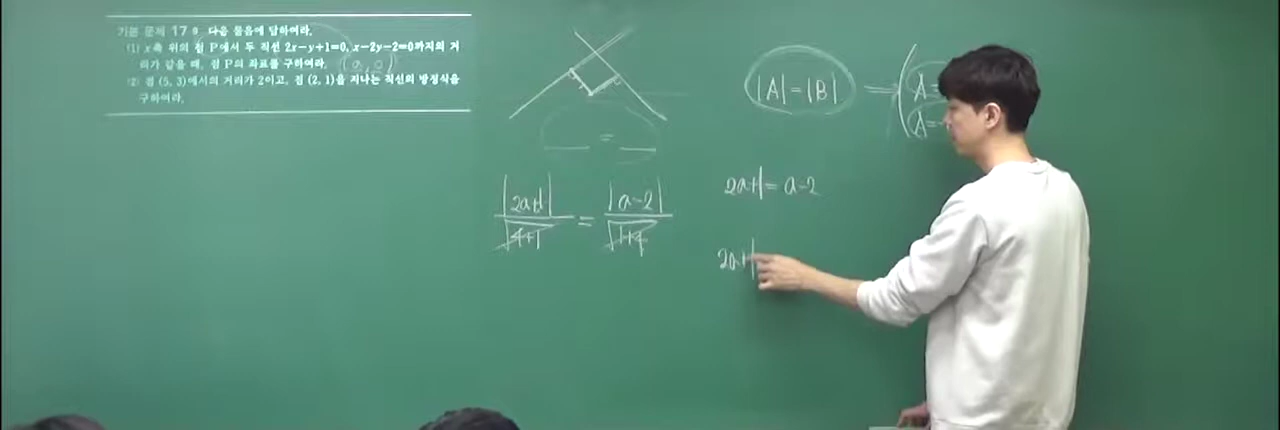 기본 문제 17-8 다음 물음에 답하여라.
(1) x축 위의 점 P에서 두 직선 2x-y+1=0, x-2y-2=0까지의 거
리가 같을 때, 점 P의 좌표를 구하여라.
(a, 0)
(2) 점 (5, 3)에서의 거리가 2이고, 점 (2, 1)을 지나는 직선의 방정식을
구하여라.
=
|2a+1| / √4+1 = |a-2| / √1+4
|A|=|B| → A=
A=-
2a+1=a-2
2a+1